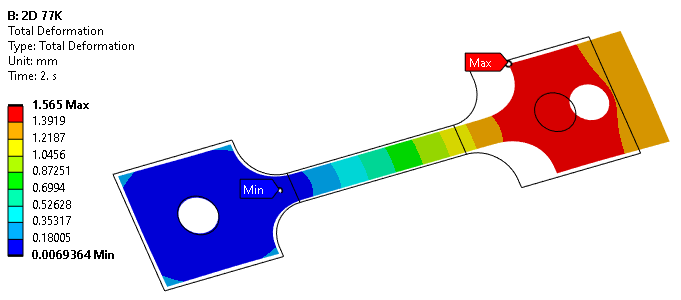 B: 2D 77K
Total Deformation
Type: Total Deformation
Unit: mm
Time: 2. s
1.565 Max
1.3919
1.2187
1.0456
0.87251
0.6994
0.52628
0.35317
0.18005
0.0069364 Min
Max
Min